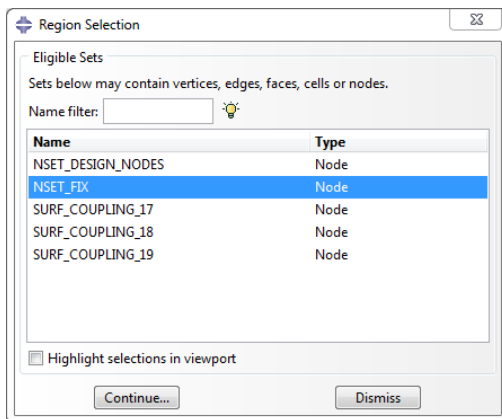 Region Selection
Eligible Sets
Sets below may contain vertices, edges, faces, cells or nodes.
Name filter:
Name Type
NSET_DESIGN_NODES Node
NSET_FIX Node
SURF_COUPLING_17 Node
SURF_COUPLING_18 Node
SURF_COUPLING_19 Node
Highlight selections in viewport
Continue... Dismiss